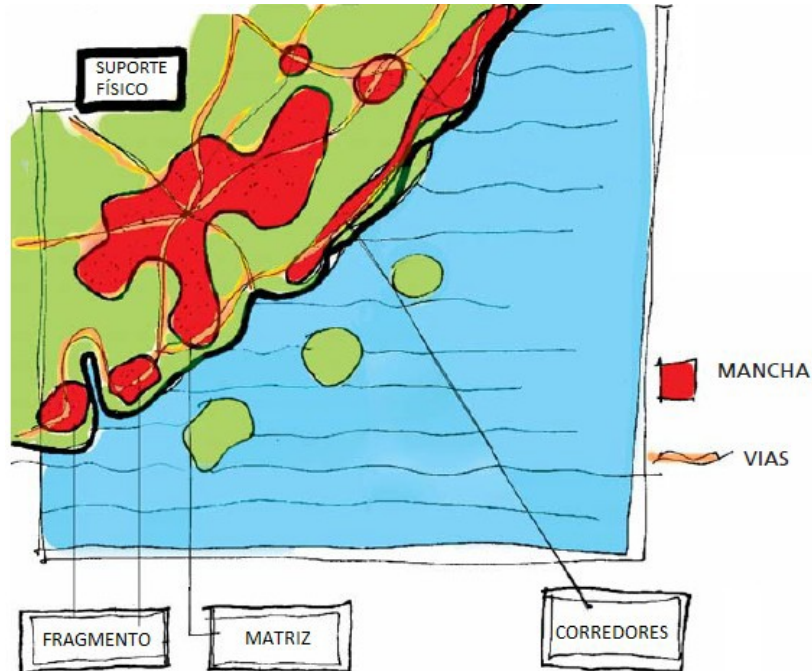 SUPORTE
FÍSICO
MANCHA
VIAS
FRAGMENTO
MATRIZ
CORREDORES